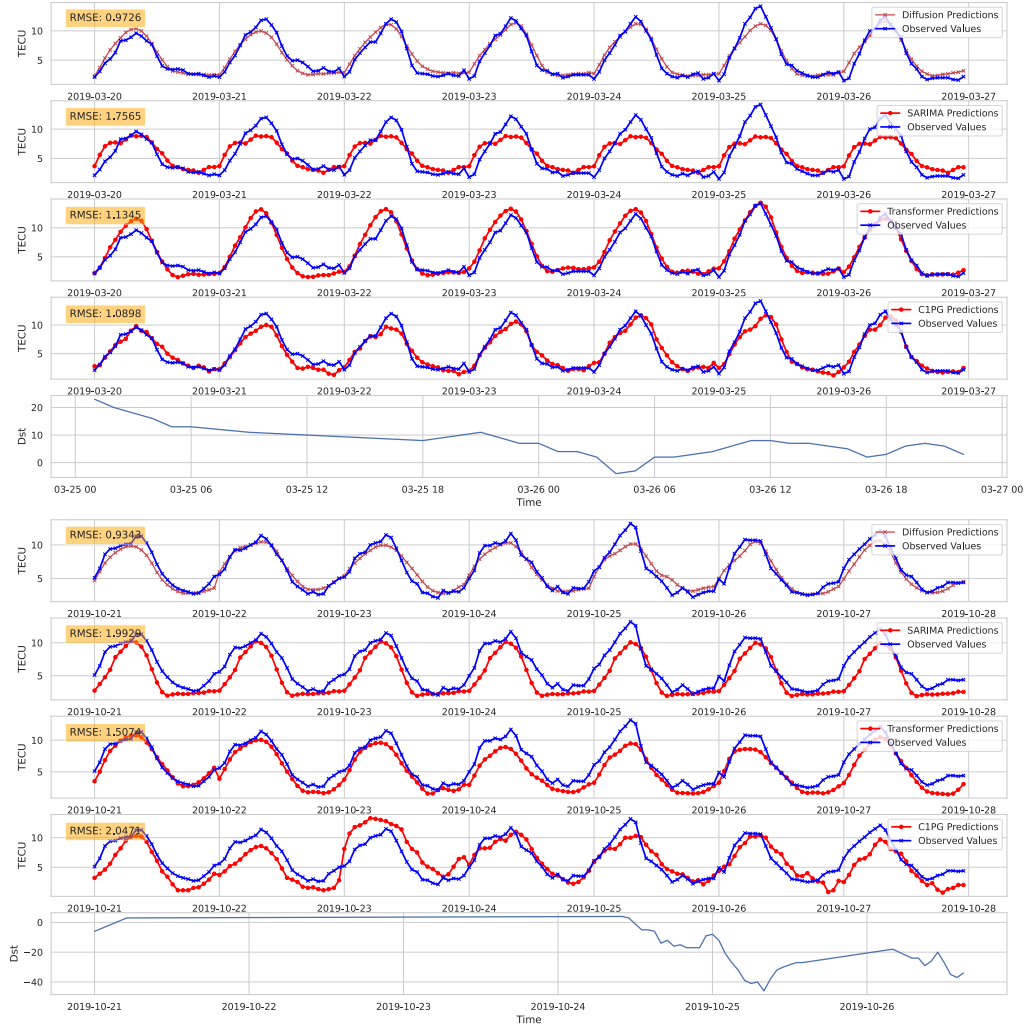 RMSE: 0.9726
Diffusion Predictions
Observed Values
TECU
10
5
2019-03-20 2019-03-21 2019-03-22 2019-03-23 2019-03-24 2019-03-25 2019-03-26 2019-03-27
RMSE: 1.7565
SARIMA Predictions
Observed Values
TECU
10
5
2019-03-20 2019-03-21 2019-03-22 2019-03-23 2019-03-24 2019-03-25 2019-03-26 2019-03-27
RMSE: 1.1345
Transformer Predictions
Observed Values
TECU
10
5
2019-03-20 2019-03-21 2019-03-22 2019-03-23 2019-03-24 2019-03-25 2019-03-26 2019-03-27
RMSE: 1.0898
C1PG Predictions
Observed Values
TECU
10
5
2019-03-20 2019-03-21 2019-03-22 2019-03-23 2019-03-24 2019-03-25 2019-03-26 2019-03-27
Dst
20
10
0
03-25 00 03-25 06 03-25 12 03-25 18 03-26 00 03-26 06 03-26 12 03-26 18 03-27 00
Time
RMSE: 0.9343
Diffusion Predictions
Observed Values
TECU
10
5
2019-10-21 2019-10-22 2019-10-23 2019-10-24 2019-10-25 2019-10-26 2019-10-27 2019-10-28
RMSE: 1.9929
SARIMA Predictions
Observed Values
TECU
10
5
2019-10-21 2019-10-22 2019-10-23 2019-10-24 2019-10-25 2019-10-26 2019-10-27 2019-10-28
RMSE: 1.5074
Transformer Predictions
Observed Values
TECU
10
5
2019-10-21 2019-10-22 2019-10-23 2019-10-24 2019-10-25 2019-10-26 2019-10-27 2019-10-28
RMSE: 2.0471
C1PG Predictions
Observed Values
TECU
10
5
2019-10-21 2019-10-22 2019-10-23 2019-10-24 2019-10-25 2019-10-26 2019-10-27 2019-10-28
Dst
0
−20
−40
2019-10-21 2019-10-22 2019-10-23 2019-10-24 2019-10-25 2019-10-26
Time